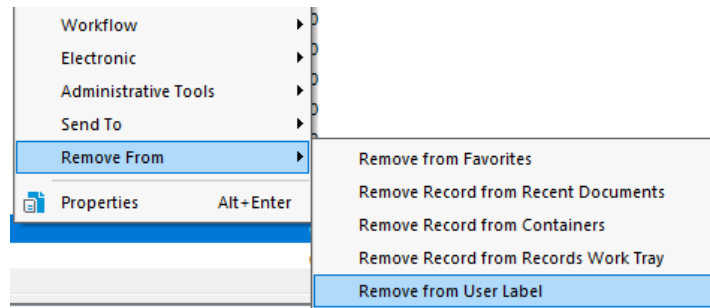 Workflow
Electronic
Administrative Tools
Send To
Remove From
Properties Alt+Enter
Remove from Favorites
Remove Record from Recent Documents
Remove Record from Containers
Remove Record from Records Work Tray
Remove from User Label